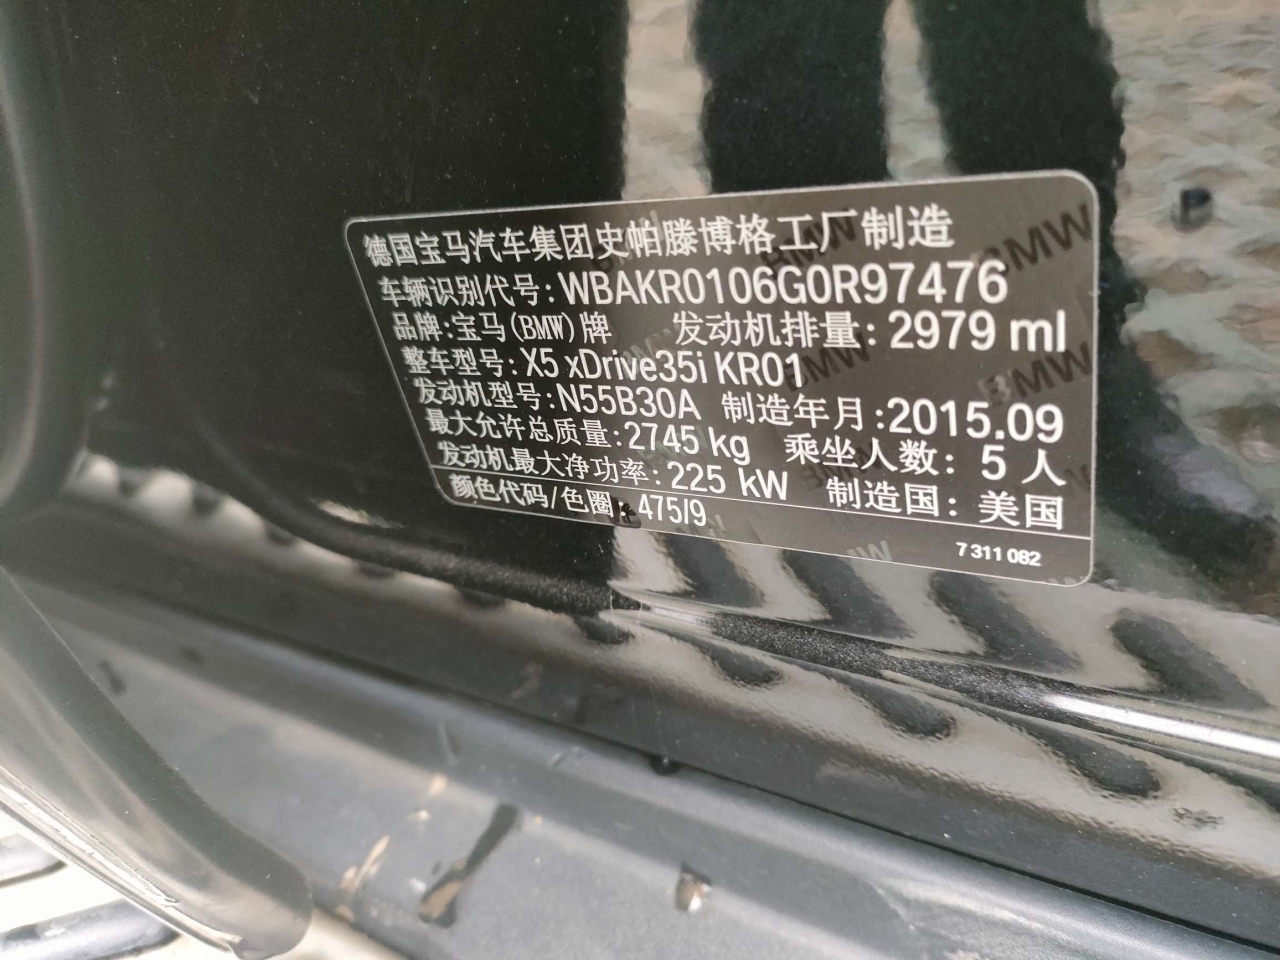 德国宝马汽车集团史帕滕博格工厂制造
车辆识别代号: WBAKR0106G0R97476
品牌:宝马(BMW)牌 发动机排量: 2979 ml
整车型号: X5 xDrive35i KR01
发动机型号: N55B30A 制造年月: 2015.09
最大允许总质量: 2745 kg 乘坐人数: 5 人
发动机最大净功率: 225 kW 制造国: 美国
颜色代码/色圈: 475/9
7 311 082